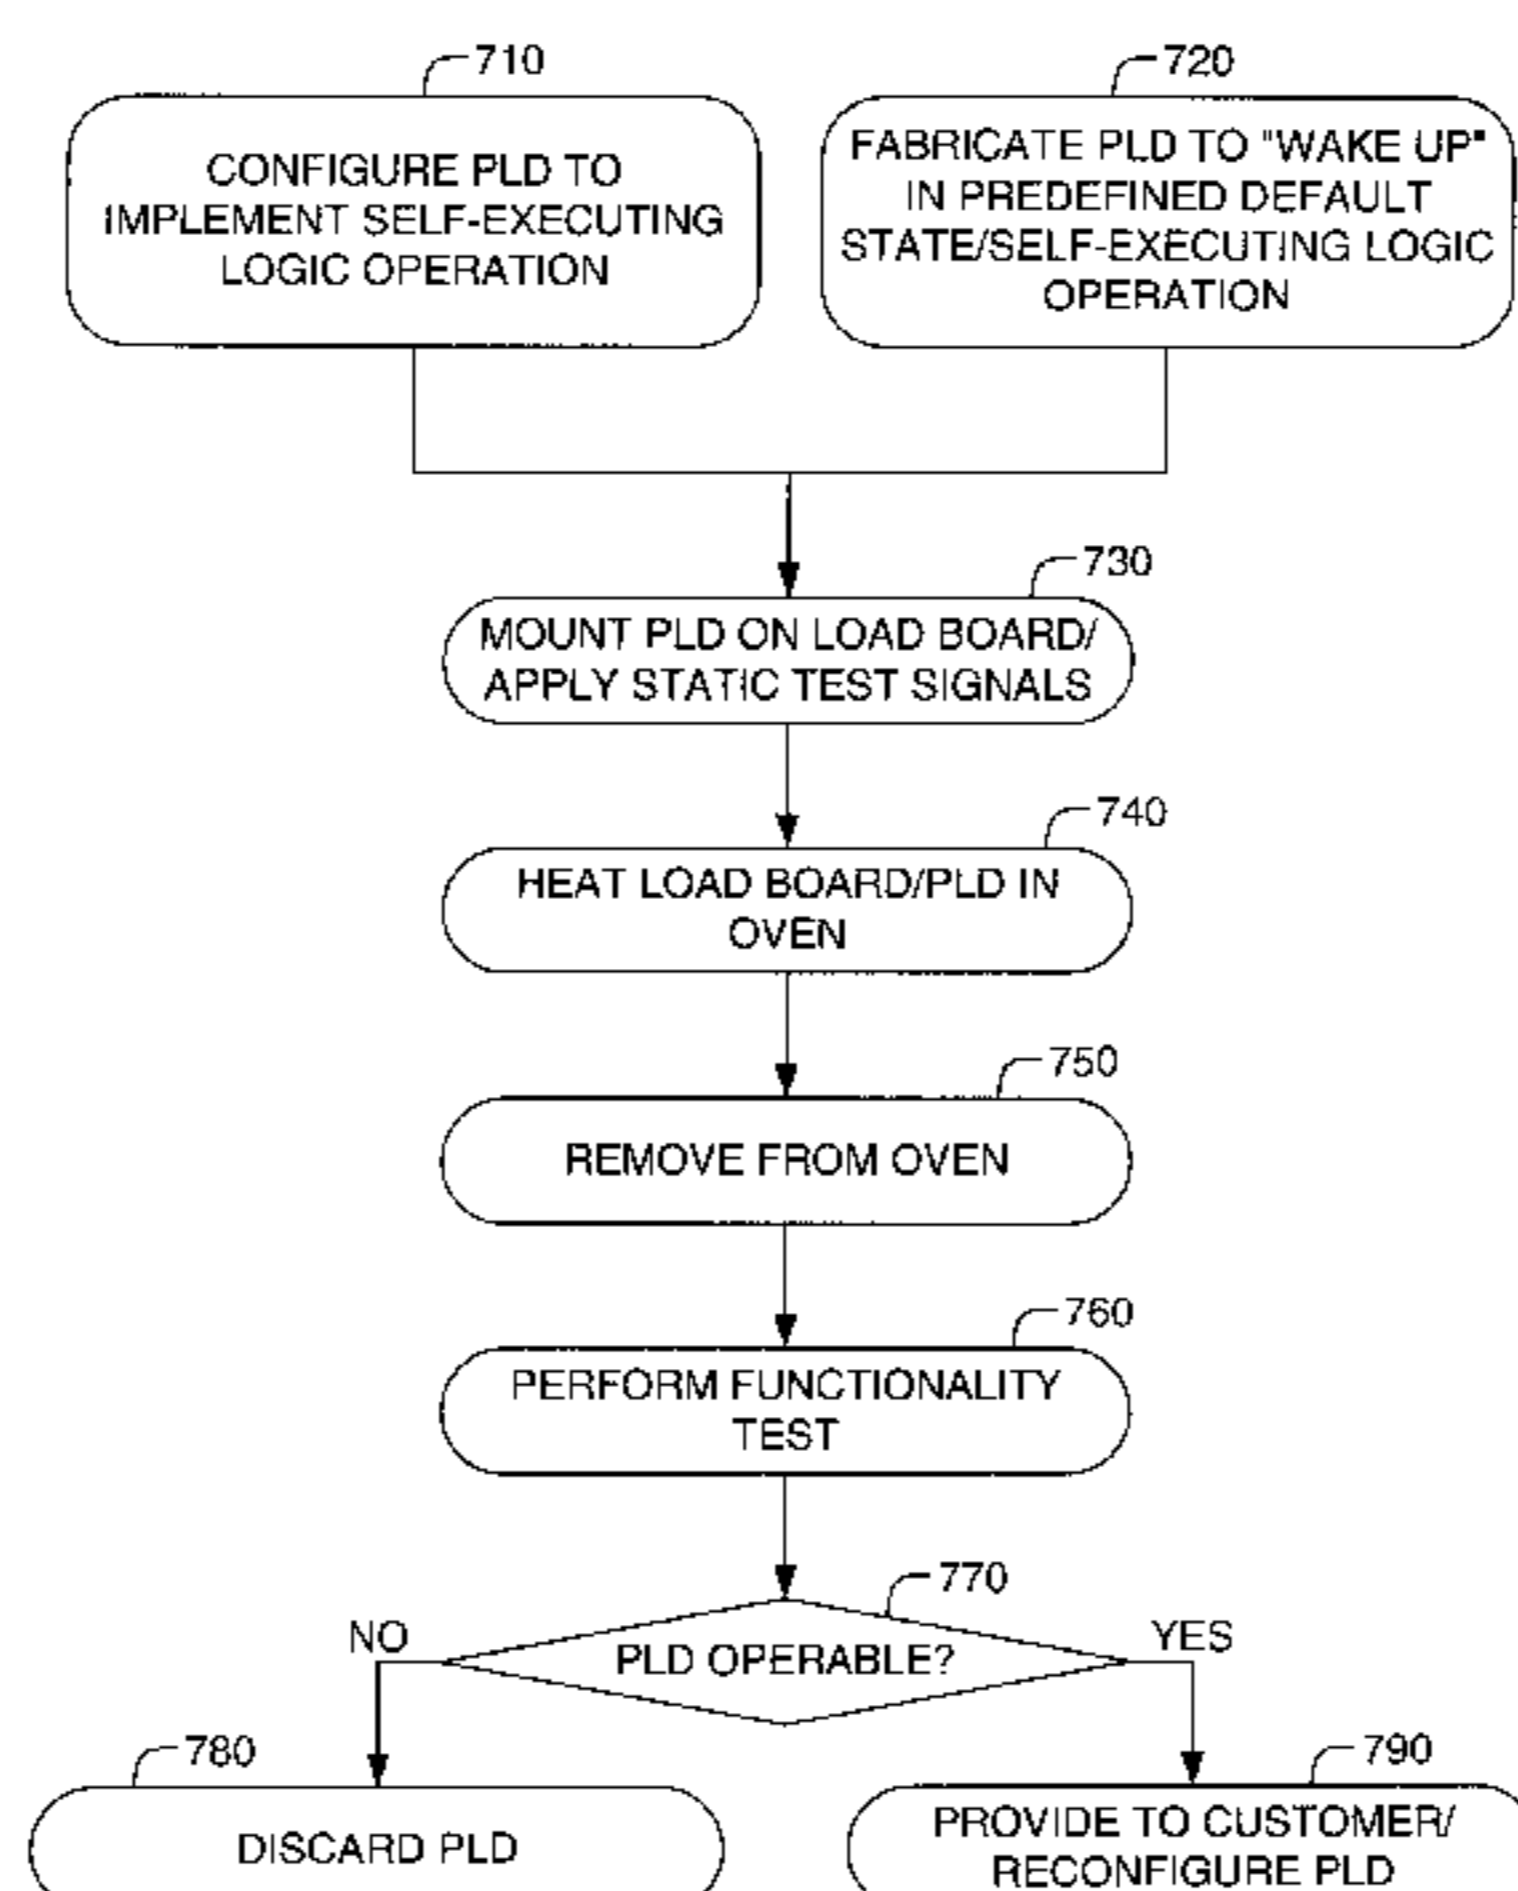 710
CONFIGURE PLD TO
IMPLEMENT SELF-EXECUTING
LOGIC OPERATION
720
FABRICATE PLD TO "WAKE UP"
IN PREDEFINED DEFAULT
STATE/SELF-EXECUTING LOGIC
OPERATION
730
MOUNT PLD ON LOAD BOARD/
APPLY STATIC TEST SIGNALS
740
HEAT LOAD BOARD/PLD IN
OVEN
750
REMOVE FROM OVEN
760
PERFORM FUNCTIONALITY
TEST
770
PLD OPERABLE?
NO
YES
780
DISCARD PLD
790
PROVIDE TO CUSTOMER/
RECONFIGURE PLD